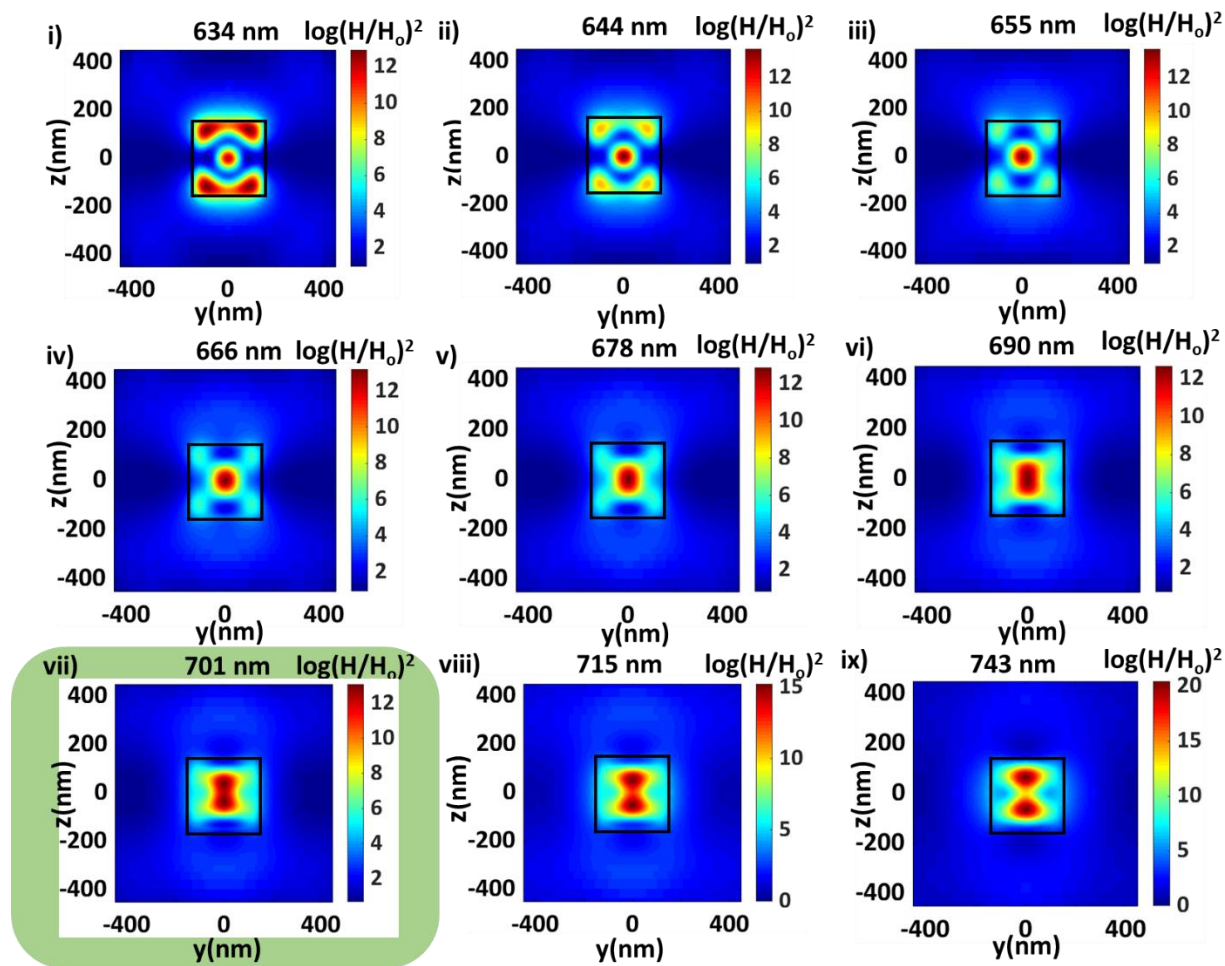 i) 634 nm log(H/Hₒ)²
400
200
0
-200
-400
z(nm)
-400 0 400
y(nm)
12
10
8
6
4
2
ii) 644 nm log(H/Hₒ)²
400
200
0
-200
-400
z(nm)
-400 0 400
y(nm)
12
10
8
6
4
2
iii) 655 nm log(H/Hₒ)²
400
200
0
-200
-400
z(nm)
-400 0 400
y(nm)
12
10
8
6
4
2
iv) 666 nm log(H/Hₒ)²
400
200
0
-200
-400
z(nm)
-400 0 400
y(nm)
12
10
8
6
4
2
v) 678 nm log(H/Hₒ)²
400
200
0
-200
-400
z(nm)
-400 0 400
y(nm)
12
10
8
6
4
2
vi) 690 nm log(H/Hₒ)²
400
200
0
-200
-400
z(nm)
-400 0 400
y(nm)
12
10
8
6
4
2
vii) 701 nm log(H/Hₒ)²
400
200
0
-200
-400
z(nm)
-400 0 400
y(nm)
12
10
8
6
4
2
viii) 715 nm log(H/Hₒ)²
400
200
0
-200
-400
z(nm)
-400 0 400
y(nm)
15
10
5
0
ix) 743 nm log(H/Hₒ)²
400
200
0
-200
-400
z(nm)
-400 0 400
y(nm)
20
15
10
5
0